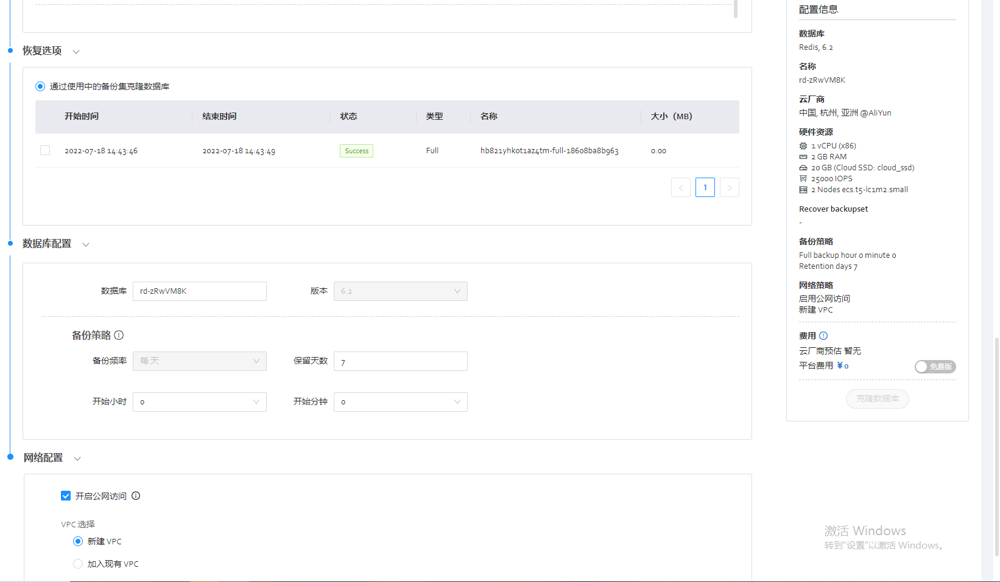 恢复选项
通过使用中的备份集克隆数据库
开始时间 结束时间 状态 类型 名称 大小（MB）
2022-07-18 14:43:46 2022-07-18 14:43:49 Success Full hb821yhkot1az4tm-full-18608ba8b963 0.00
< 1 >
数据库配置
数据库 rd-zRwVM8K 版本 6.2
备份策略
备份频率 每天 保留天数 7
开始小时 0 开始分钟 0
网络配置
开启公网访问
VPC 选择
新建 VPC
加入现有 VPC
配置信息
数据库
Redis, 6.2
名称
rd-zRwVM8K
云厂商
中国, 杭州, 亚洲 @AliYun
硬件资源
1 vCPU (x86)
2 GB RAM
20 GB (Cloud SSD: cloud_ssd)
25000 IOPS
2 Nodes ecs.t5-lc1m2.small
Recover backupset
-
备份策略
Full backup hour 0 minute 0
Retention days 7
网络策略
启用公网访问
新建 VPC
费用
云厂商预估 暂无
平台费用 ¥0 免费版
克隆数据库
激活 Windows
转到“设置”以激活 Windows。